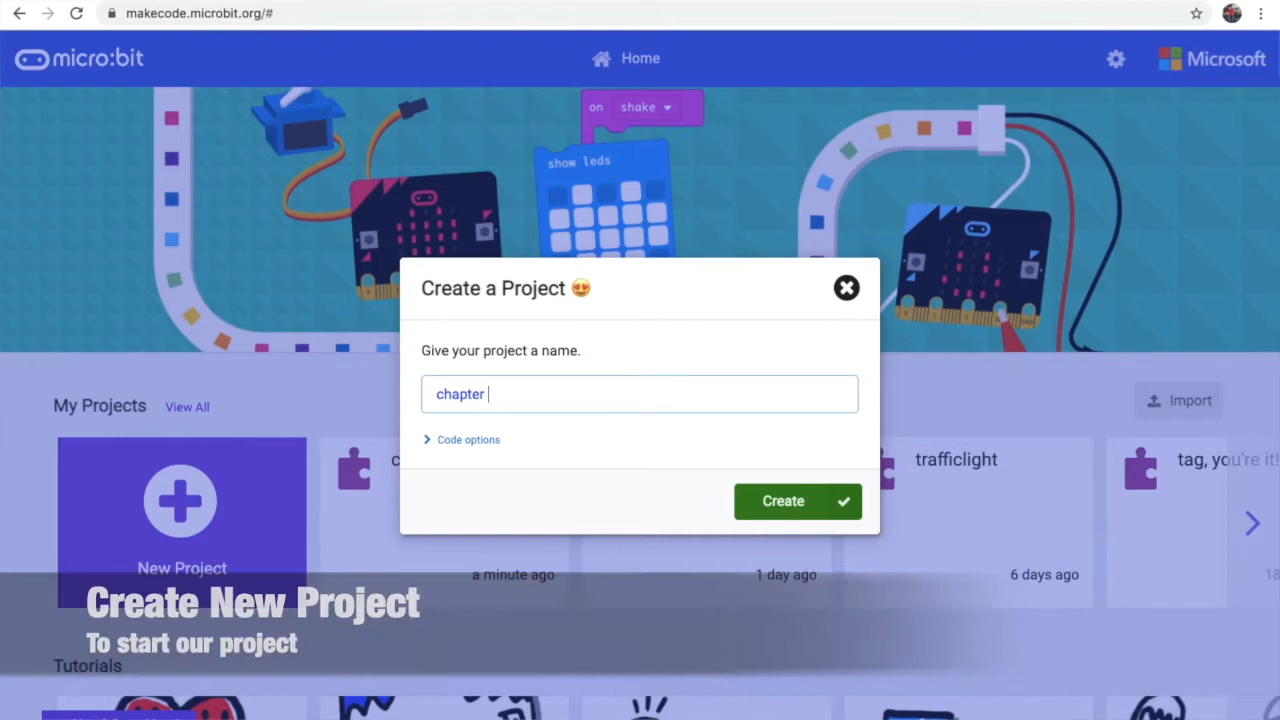 makecode.microbit.org/#
micro:bit
Home
Microsoft
on shake
show leds
Create a Project 😍
Give your project a name.
chapter
Code options
Create
My Projects View All
Import
New Project
c
a minute ago
1 day ago
trafficlight
6 days ago
tag, you're it!
18
Create New Project
To start our project
Tutorials